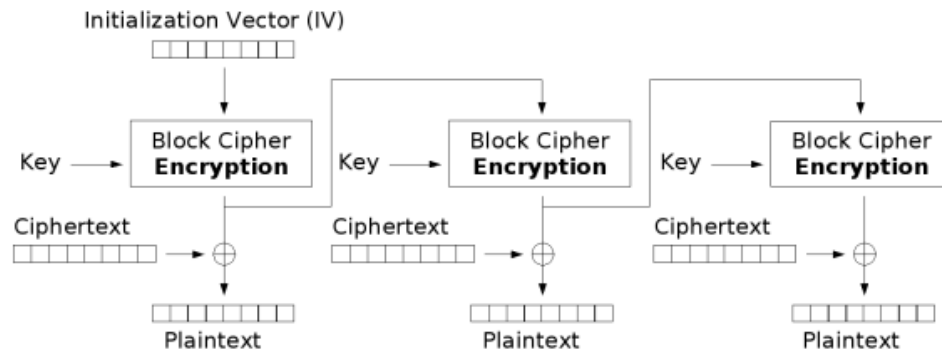 Initialization Vector (IV)
Block Cipher
Encryption
Key
Block Cipher
Encryption
Key
Block Cipher
Encryption
Key
Ciphertext
Ciphertext
Ciphertext
Plaintext
Plaintext
Plaintext